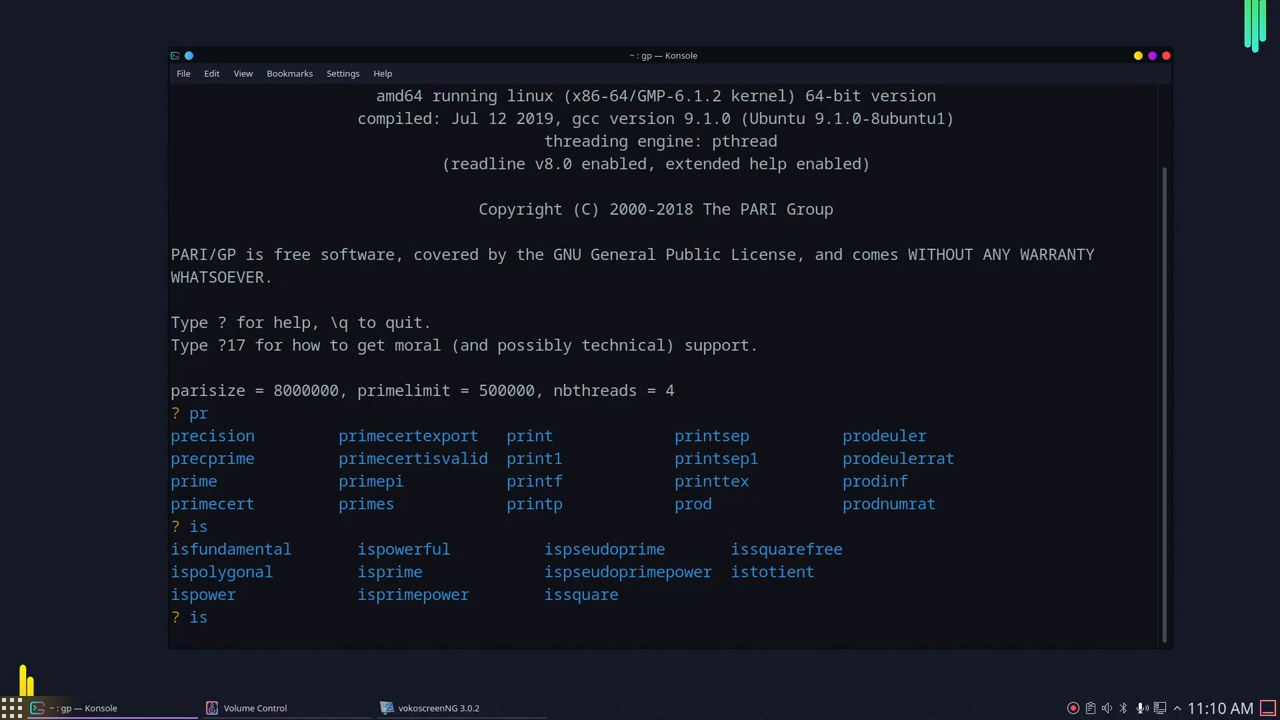 ~ : gp — Konsole
File Edit View Bookmarks Settings Help
amd64 running linux (x86-64/GMP-6.1.2 kernel) 64-bit version
compiled: Jul 12 2019, gcc version 9.1.0 (Ubuntu 9.1.0-8ubuntu1)
threading engine: pthread
(readline v8.0 enabled, extended help enabled)
Copyright (C) 2000-2018 The PARI Group
PARI/GP is free software, covered by the GNU General Public License, and comes WITHOUT ANY WARRANTY
WHATSOEVER.
Type ? for help, \q to quit.
Type ?17 for how to get moral (and possibly technical) support.
parisize = 8000000, primelimit = 500000, nbthreads = 4
? pr
precision primecertexport print printsep prodeuler
precprime primecertisvalid print1 printsep1 prodeulerrat
prime primepi printf printtex prodinf
primecert primes printp prod prodnumrat
? is
isfundamental ispowerful ispseudoprime issquarefree
ispolygonal isprime ispseudoprimepower istotient
ispower isprimepower issquare
? is
~ : gp — Konsole Volume Control vokoscreenNG 3.0.2 11:10 AM